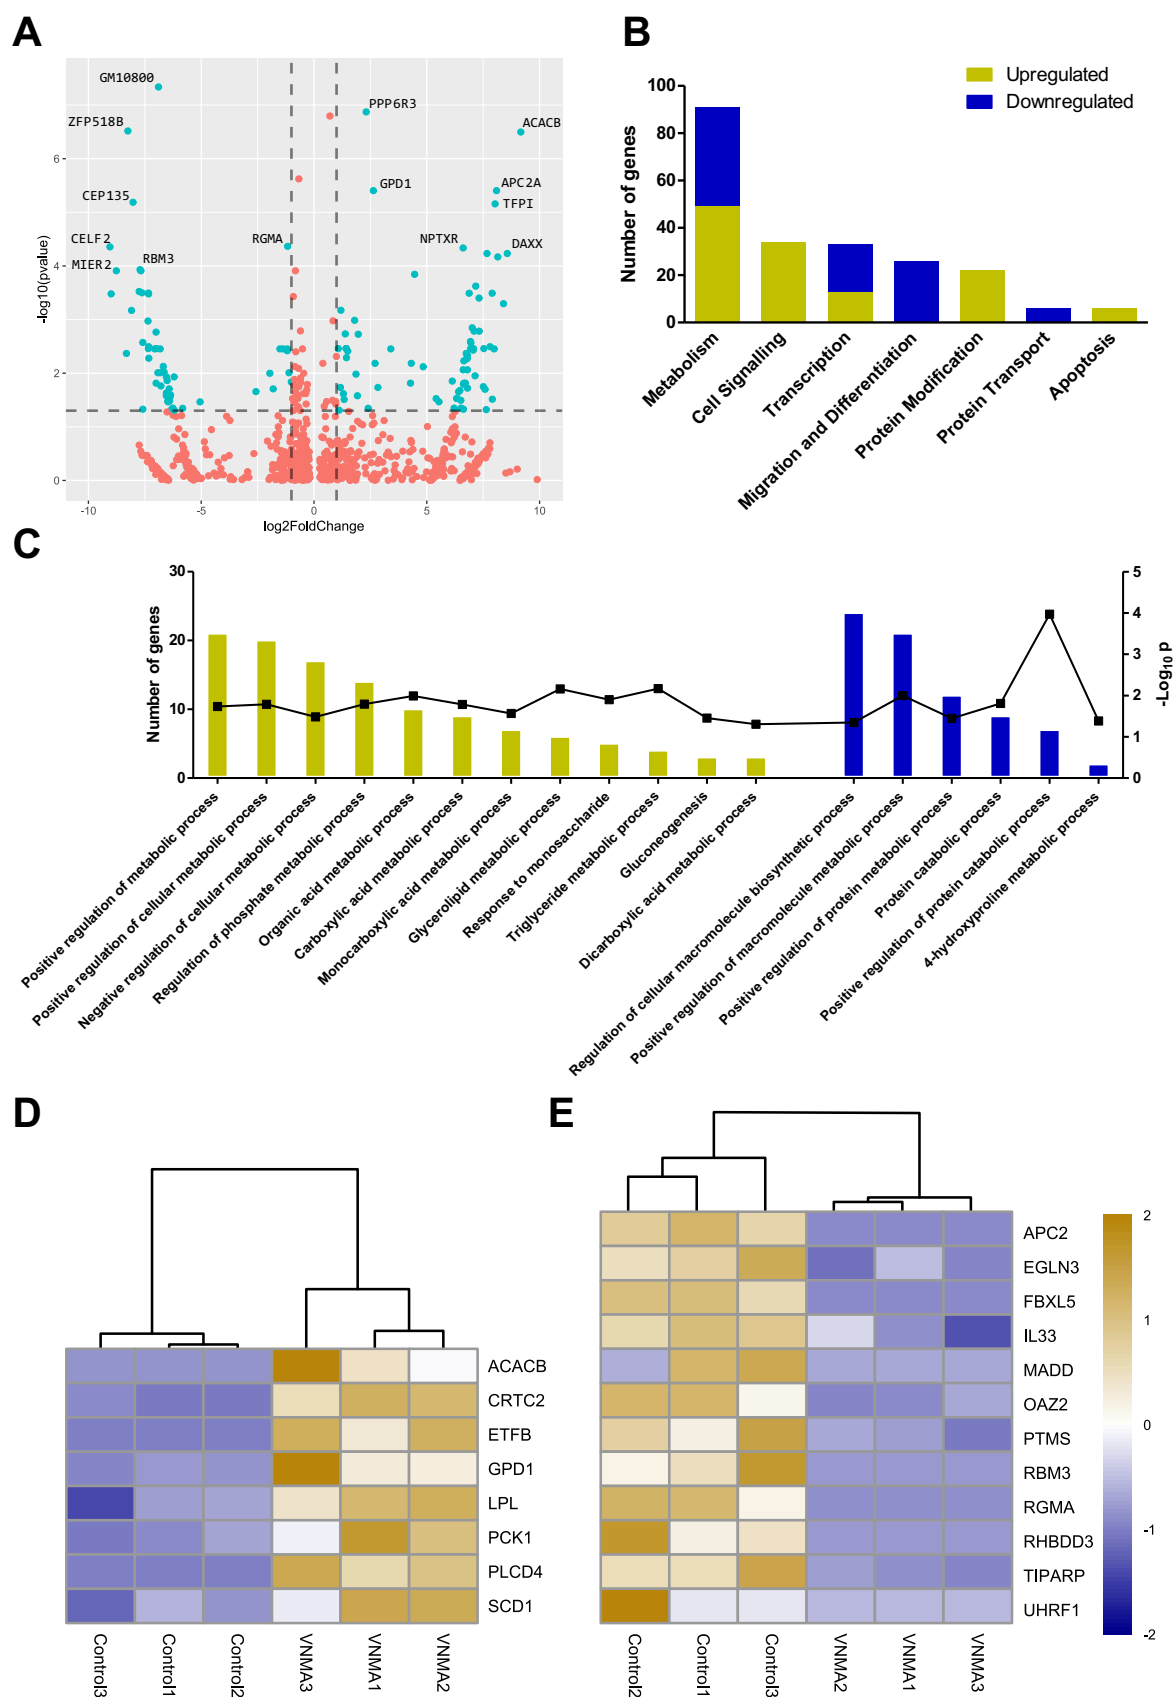 A
GM10800
ZFP518B
PPP6R3
ACACB
CEP135
GPD1
APC2A
TFPI
CELF2
RBM3
RGMA
NPTXR
DAXX
MIER2
-log10(pvalue)
6
4
2
0
-10
-5
0
5
10
log2FoldChange
B
Upregulated
Downregulated
Number of genes
100
80
60
40
20
0
Metabolism
Cell Signalling
Transcription
Migration and Differentiation
Protein Modification
Protein Transport
Apoptosis
C
Number of genes
30
20
10
0
5
4
3
2
1
0
-Log10 p
Positive regulation of metabolic process
Positive regulation of cellular metabolic process
Negative regulation of cellular metabolic process
Regulation of phosphate metabolic process
Organic acid metabolic process
Carboxylic acid metabolic process
Monocarboxylic acid metabolic process
Glycerolipid metabolic process
Response to monosaccharide
Triglyceride metabolic process
Gluconeogenesis
Dicarboxylic acid metabolic process
Regulation of cellular macromolecule biosynthetic process
Positive regulation of macromolecule metabolic process
Positive regulation of protein metabolic process
Protein catabolic process
Positive regulation of protein catabolic process
4-hydroxyproline metabolic process
D
ACACB
CRTC2
ETFB
GPD1
LPL
PCK1
PLCD4
SCD1
Control3
Control1
Control2
VNMA3
VNMA1
VNMA2
E
APC2
EGLN3
FBXL5
IL33
MADD
OAZ2
PTMS
RBM3
RGMA
RHBDD3
TIPARP
UHRF1
Control2
Control1
Control3
VNMA2
VNMA1
VNMA3
2
1
0
-1
-2